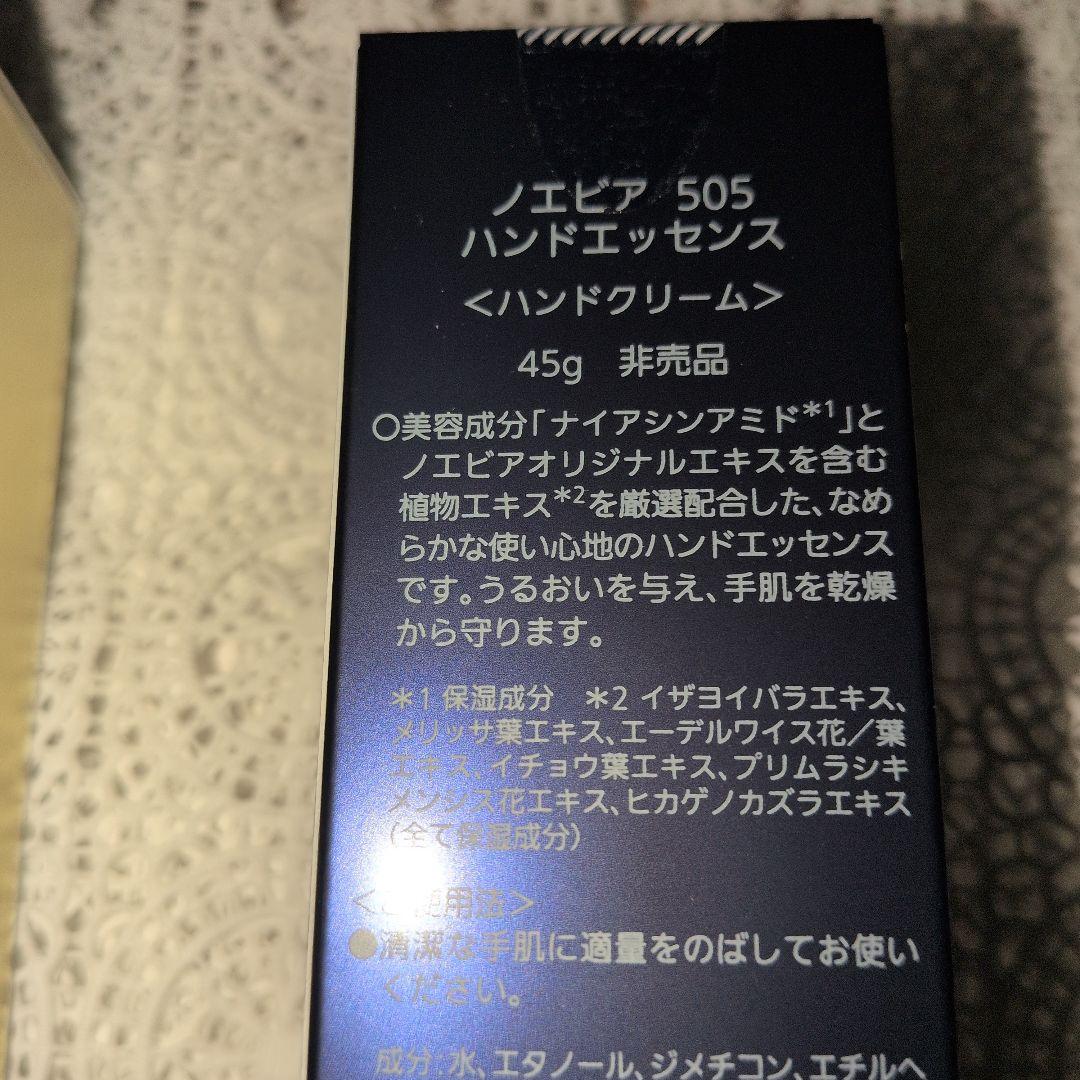 ノエビア 505
ハンドエッセンス
＜ハンドクリーム＞
45g 非売品
○美容成分「ナイアシンアミド＊1」と
ノエビアオリジナルエキスを含む
植物エキス＊2を厳選配合した、なめ
らかな使い心地のハンドエッセンス
です。うるおいを与え、手肌を乾燥
から守ります。
＊1 保湿成分 ＊2 イザヨイバラエキス、
メリッサ葉エキス、エーデルワイス花／葉
エキス、イチョウ葉エキス、プリムラシキ
メンシス花エキス、ヒカゲノカズラエキス
（全て保湿成分）
＜ご使用法＞
●清潔な手肌に適量をのばしてお使い
ください。
成分：水、エタノール、ジメチコン、エチルヘ